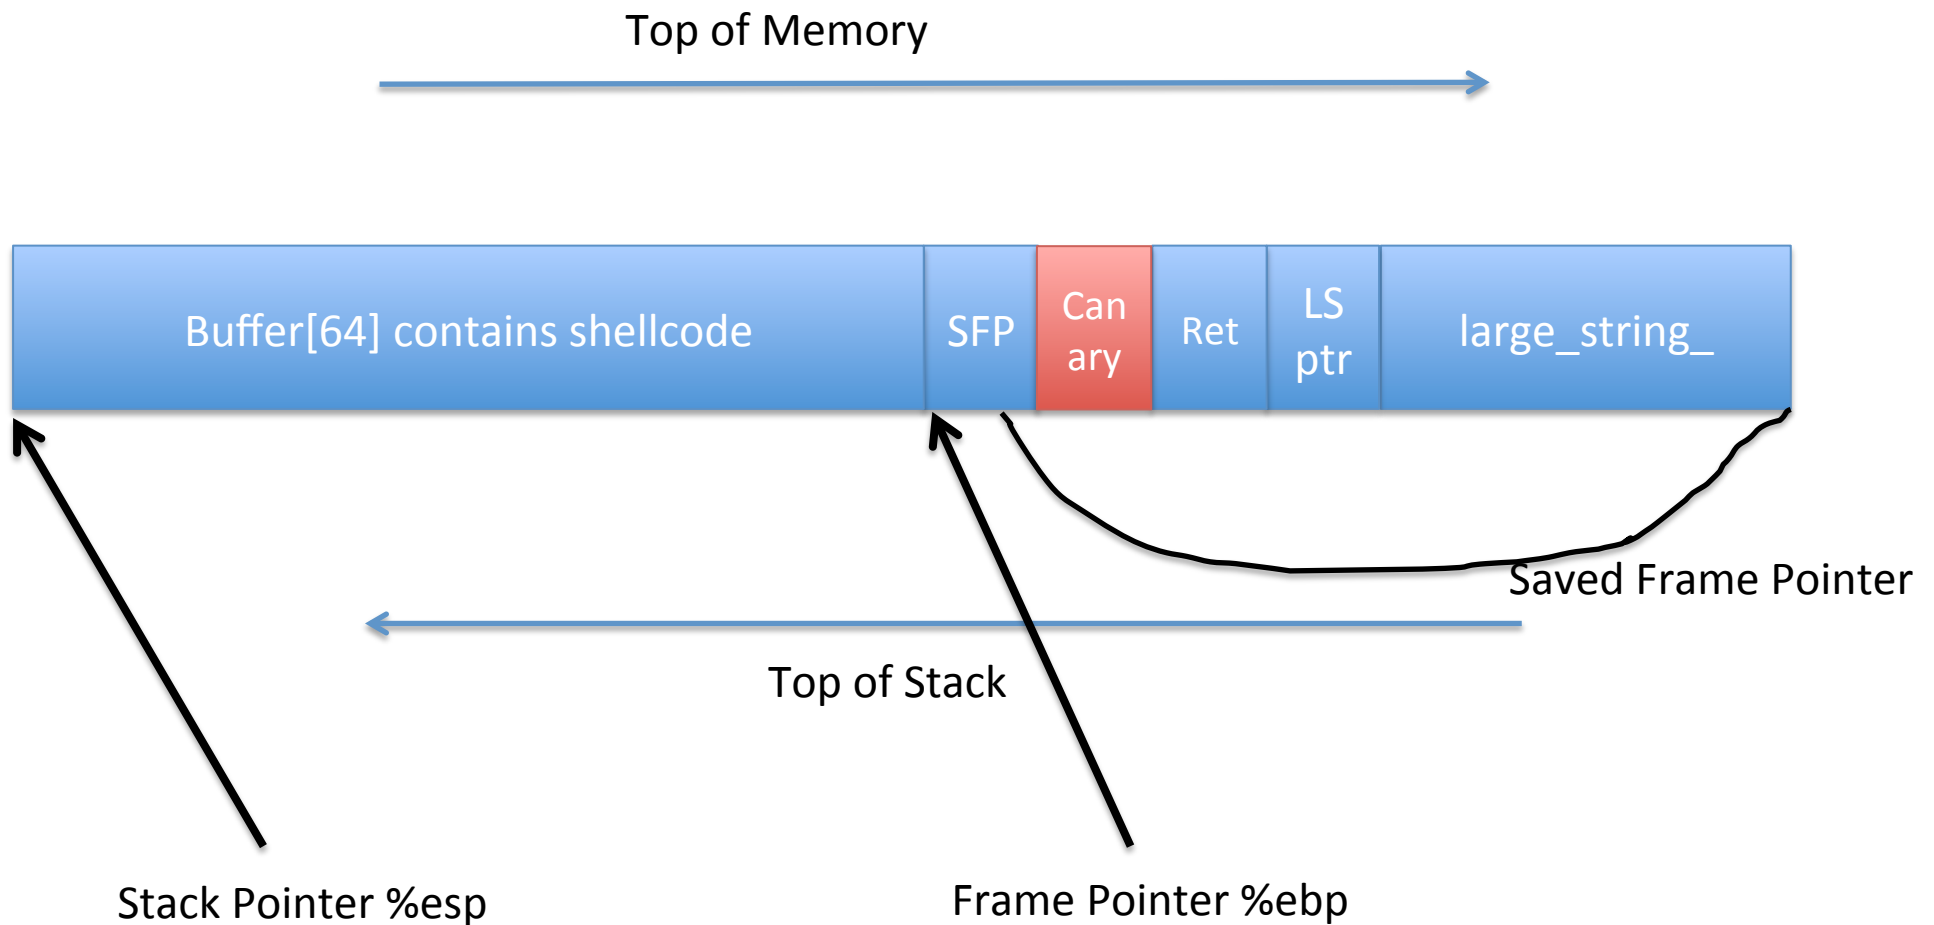 Top of Memory
Buffer[64] contains shellcode
SFP
Can
ary
Ret
LS
ptr
large_string_
Saved Frame Pointer
Top of Stack
Stack Pointer %esp
Frame Pointer %ebp